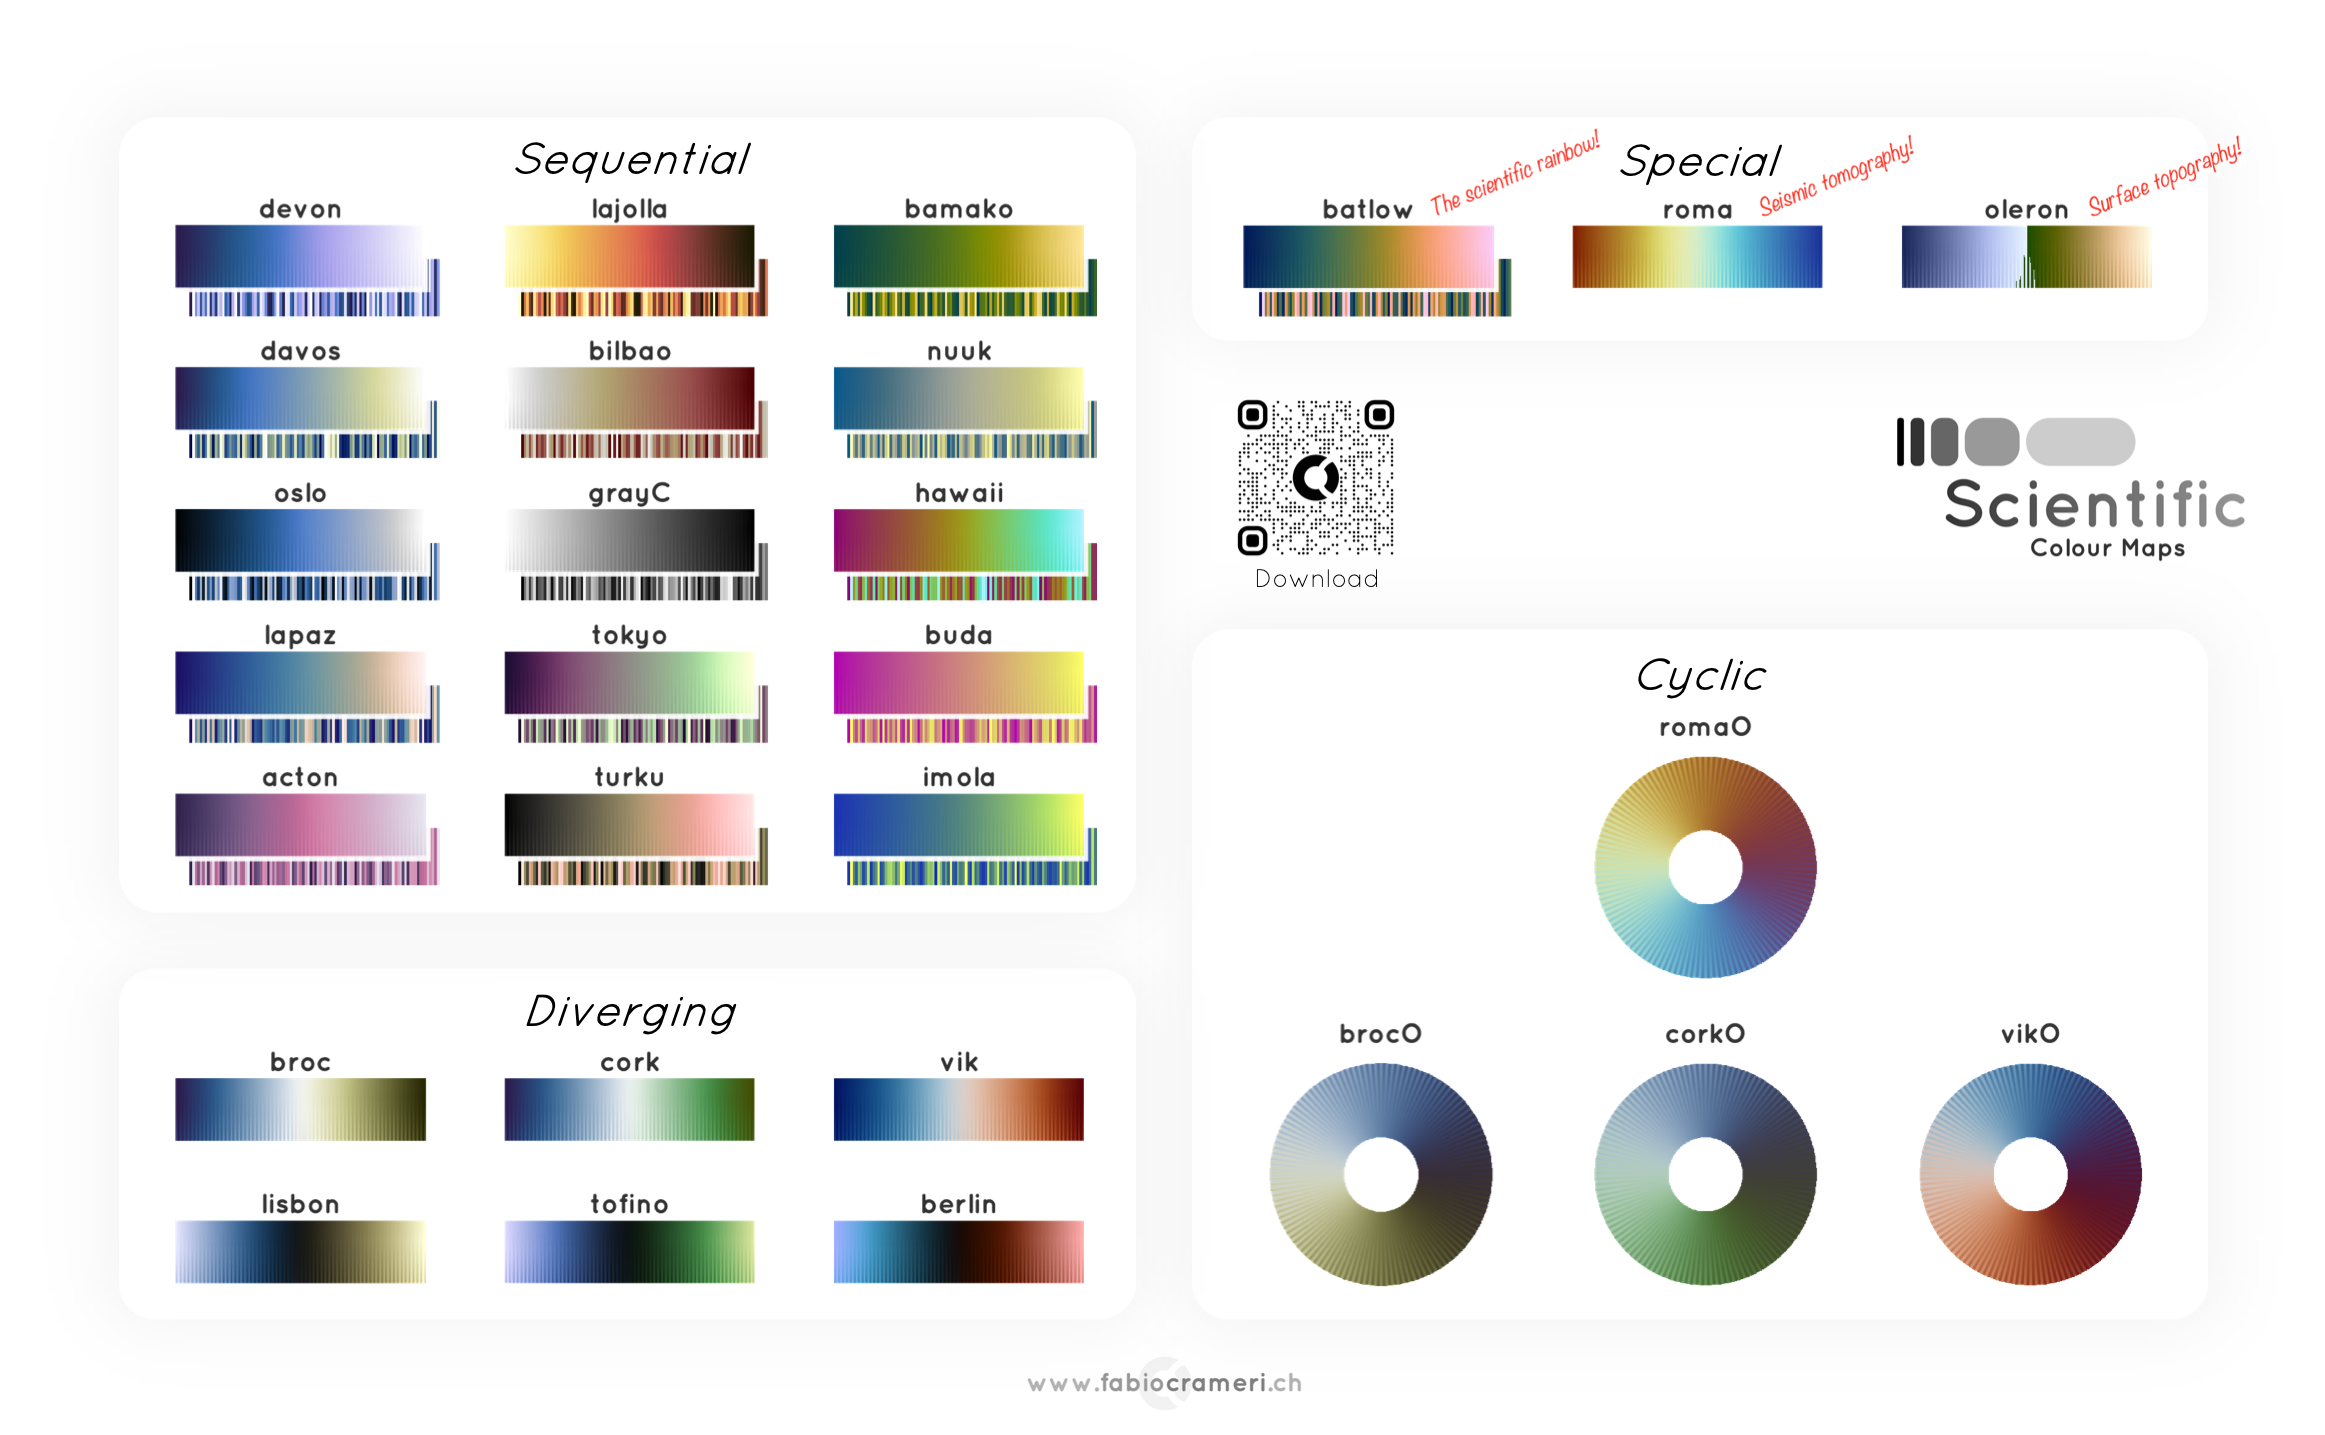 Sequential
devon
lajolla
bamako
davos
bilbao
nuuk
oslo
grayC
hawaii
lapaz
tokyo
buda
acton
turku
imola
Diverging
broc
cork
vik
lisbon
tofino
berlin
Special
batlow
The scientific rainbow!
roma
Seismic tomography!
oleron
Surface topography!
Download
Scientific
Colour Maps
Cyclic
romaO
brocO
corkO
vikO
www.fabiocrameri.ch